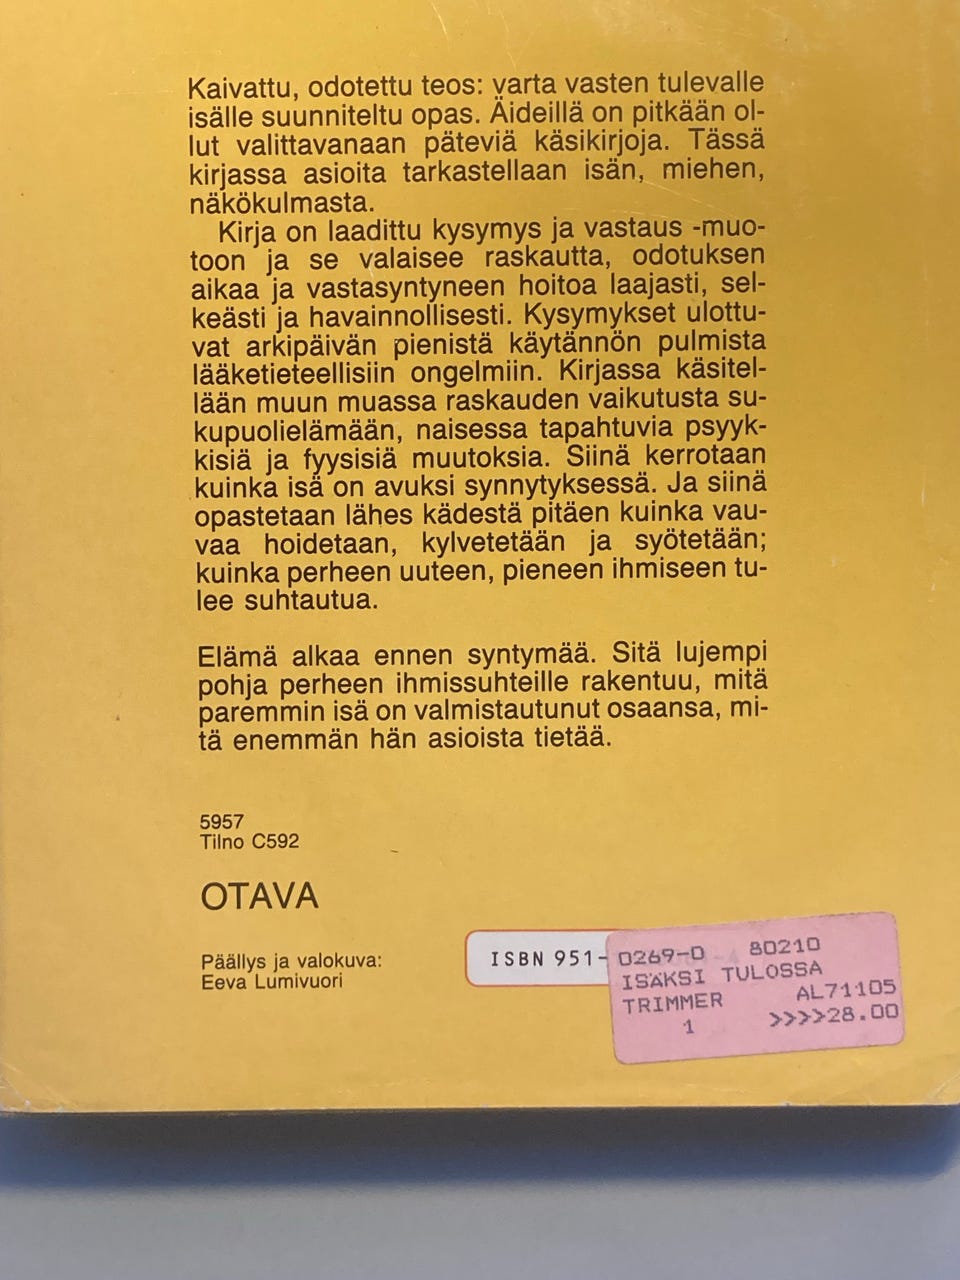 Kaivattu, odotettu teos: varta vasten tulevalle
isälle suunniteltu opas. Äideillä on pitkään ol-
lut valittavanaan päteviä käsikirjoja. Tässä
kirjassa asioita tarkastellaan isän, miehen,
näkökulmasta.
Kirja on laadittu kysymys ja vastaus -muo-
toon ja se valaisee raskautta, odotuksen
aikaa ja vastasyntyneen hoitoa laajasti, sel-
keästi ja havainnollisesti. Kysymykset ulottu-
vat arkipäivän pienistä käytännön pulmista
lääketieteellisiin ongelmiin. Kirjassa käsitel-
lään muun muassa raskauden vaikutusta su-
kupuolielämään, naisessa tapahtuvia psyyk-
kisiä ja fyysisiä muutoksia. Siinä kerrotaan
kuinka isä on avuksi synnytyksessä. Ja siinä
opastetaan lähes kädestä pitäen kuinka vau-
vaa hoidetaan, kylvetetään ja syötetään;
kuinka perheen uuteen, pieneen ihmiseen tu-
lee suhtautua.
Elämä alkaa ennen syntymää. Sitä lujempi
pohja perheen ihmissuhteille rakentuu, mitä
paremmin isä on valmistautunut osaansa, mi-
tä enemmän hän asioista tietää.
5957
Tilno C592
OTAVA
Päällys ja valokuva:
Eeva Lumivuori
ISBN 951-
0269-0 80210
ISÄKSI TULOSSA
TRIMMER AL71105
1 >>>>28.00